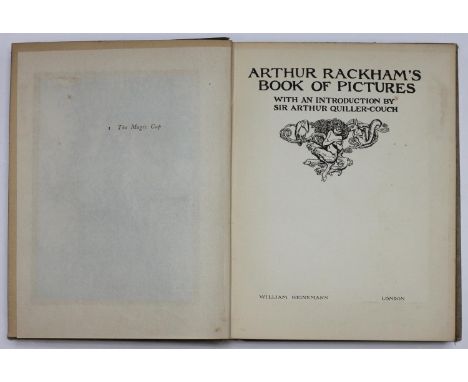 1 The Magic Cup
ARTHUR RACKHAM'S
BOOK OF PICTURES
WITH AN INTRODUCTION BY
SIR ARTHUR QUILLER-COUCH
WILLIAM HEINEMANN LONDON